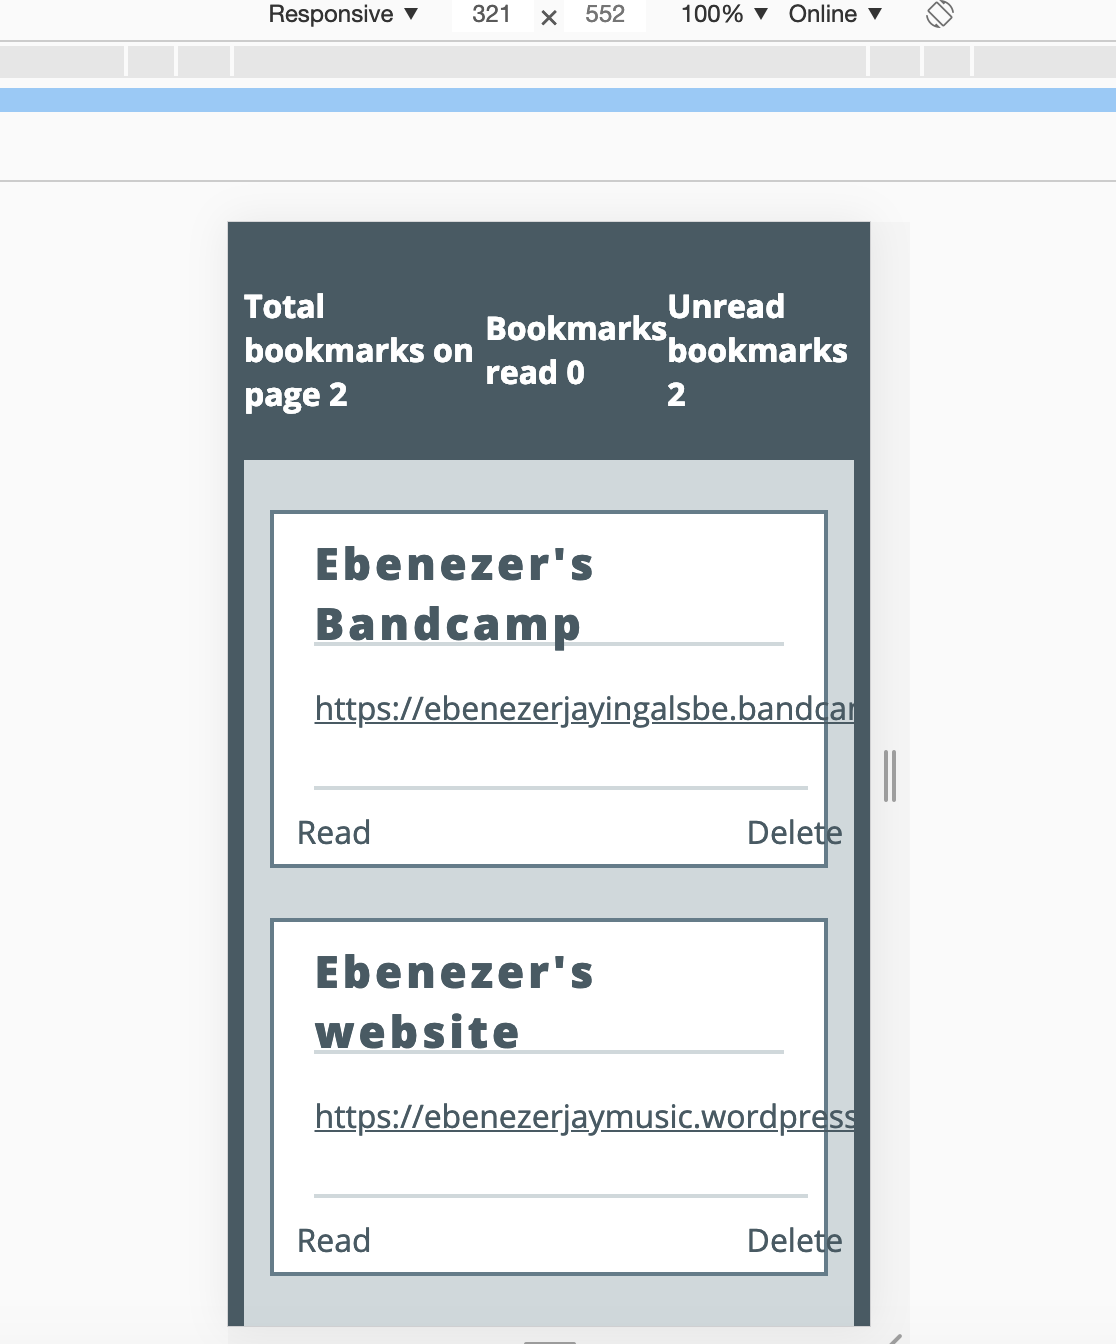 Responsive ▼ 321 × 552 100% ▼ Online ▼
Total
bookmarks on
page 2
Bookmarks
read 0
Unread
bookmarks
2
Ebenezer's
Bandcamp
https://ebenezerjayingalsbe.bandcam
Read Delete
Ebenezer's
website
https://ebenezerjaymusic.wordpress
Read Delete